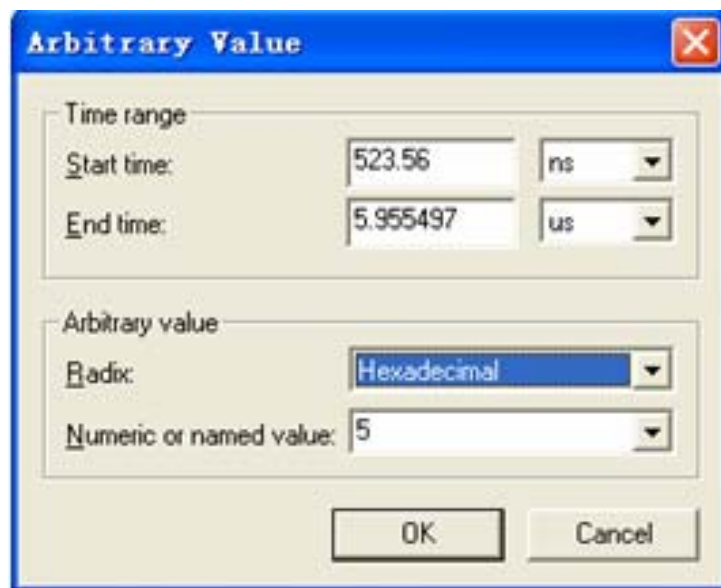 Arbitrary Value
Time range
Start time: 523.56 ns
End time: 5.955497 us
Arbitrary value
Radix: Hexadecimal
Numeric or named value: 5
OK Cancel